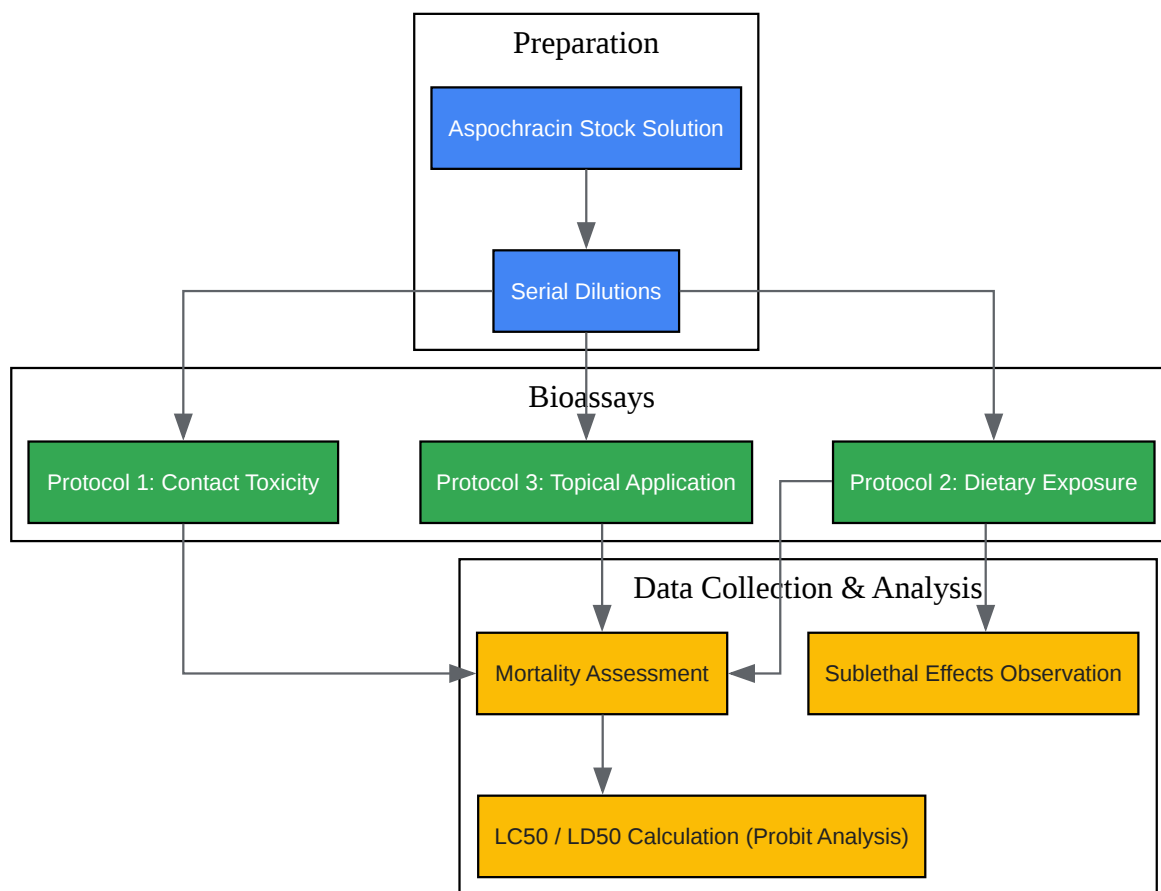 Preparation
Aspochracin Stock Solution
Serial Dilutions
Bioassays
Protocol 1: Contact Toxicity
Protocol 3: Topical Application
Protocol 2: Dietary Exposure
Data Collection & Analysis
Mortality Assessment
Sublethal Effects Observation
LC50 / LD50 Calculation (Probit Analysis)